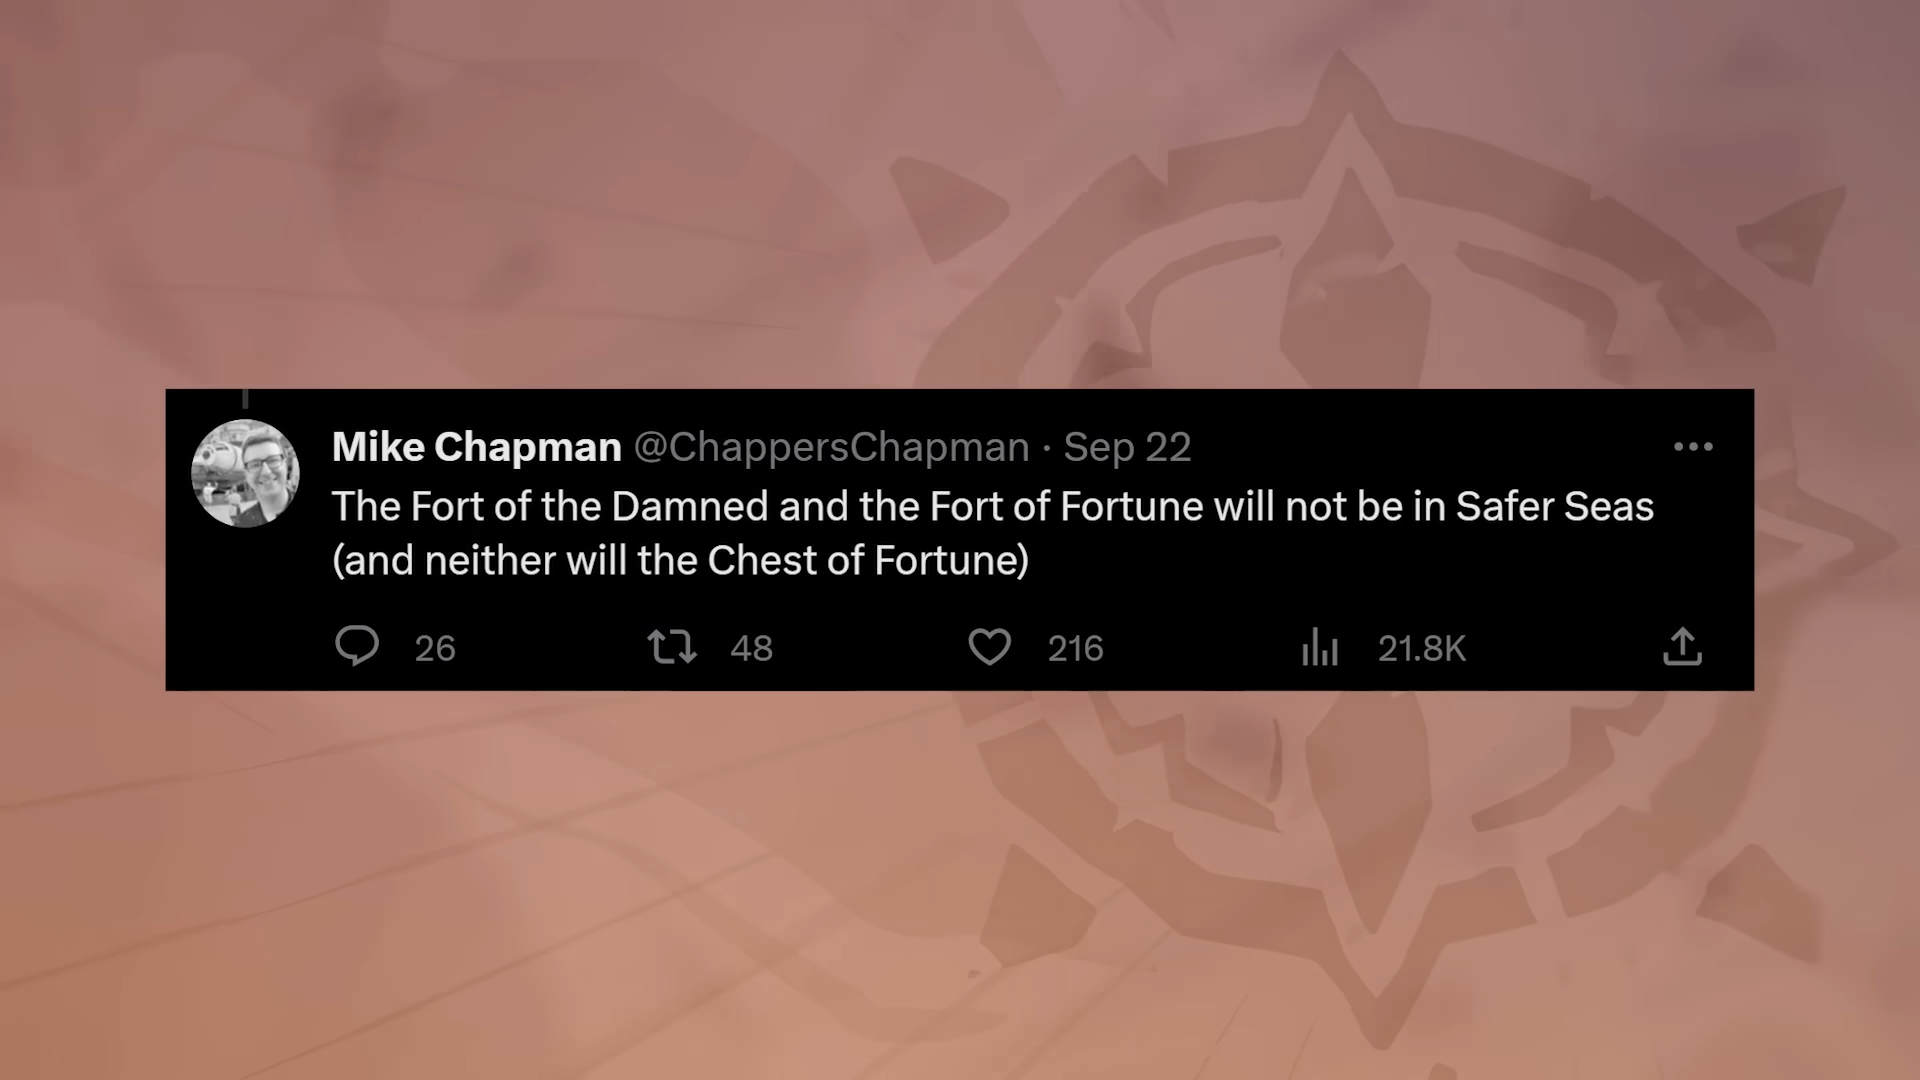 Mike Chapman @ChappersChapman · Sep 22
The Fort of the Damned and the Fort of Fortune will not be in Safer Seas
(and neither will the Chest of Fortune)
26 48 216 21.8K